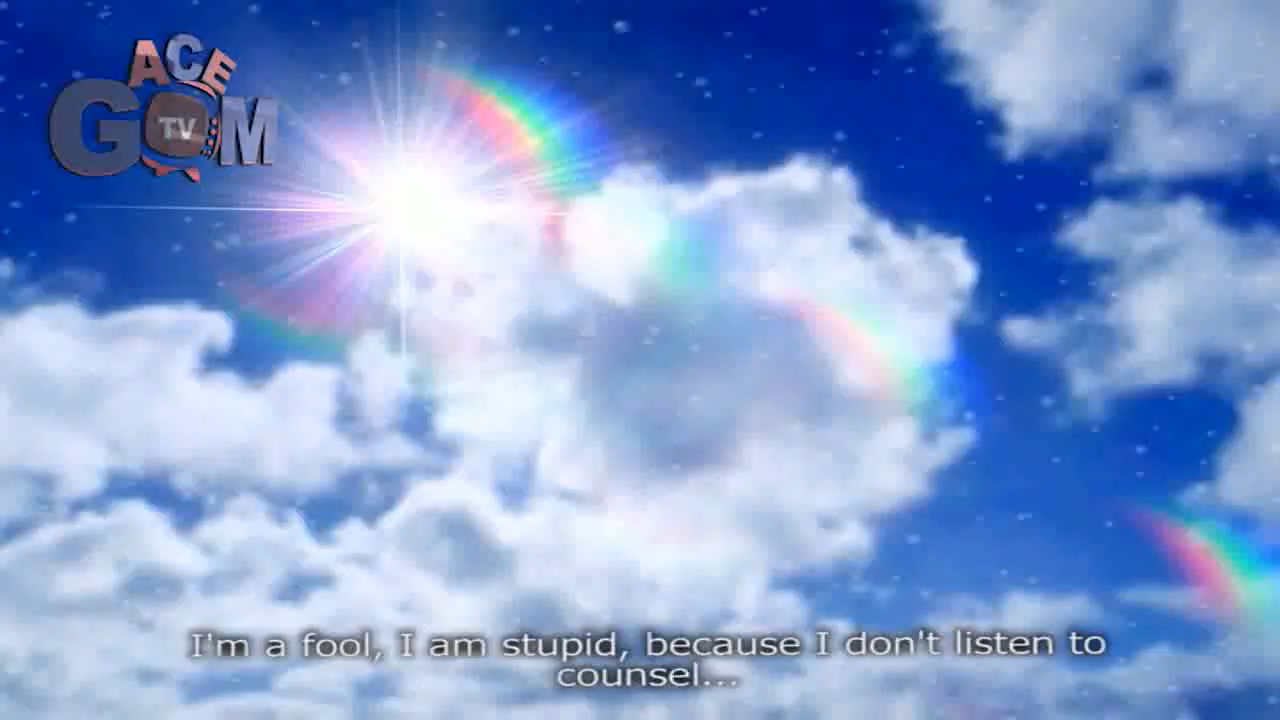 ACE
GOM
TV
I'm a fool, I am stupid, because I don't listen to
counsel...